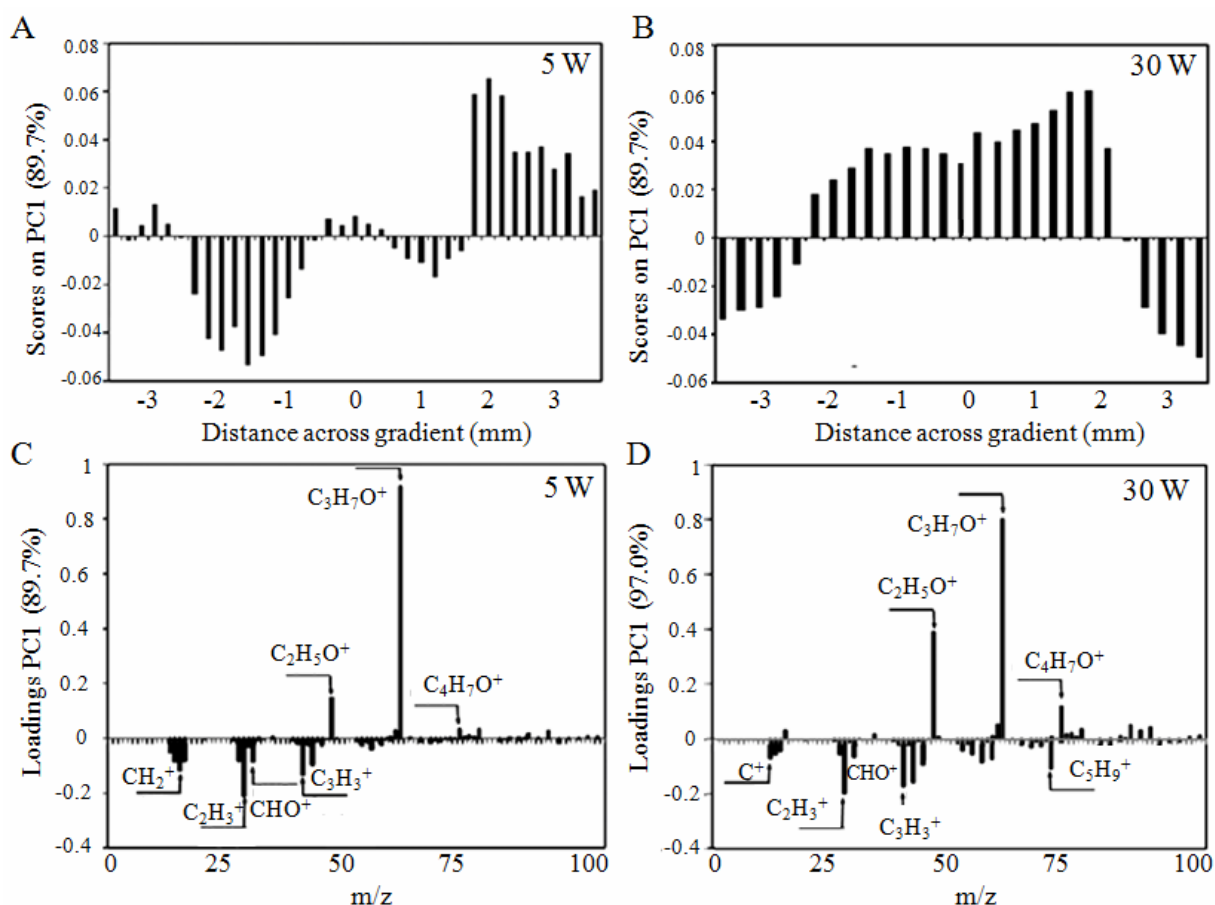 A
5 W
Scores on PC1 (89.7%)
0.08
0.06
0.04
0.02
0
-0.02
-0.04
-0.06
-3 -2 -1 0 1 2 3
Distance across gradient (mm)
B
30 W
Scores on PC1 (89.7%)
0.08
0.06
0.04
0.02
0
-0.02
-0.04
-0.06
-3 -2 -1 0 1 2 3
Distance across gradient (mm)
C
5 W
Loadings PC1 (89.7%)
1
0.8
0.6
0.4
0.2
0
-0.2
-0.4
C₃H₇O⁺
C₂H₅O⁺
C₄H₇O⁺
CH₂⁺
C₂H₃⁺
CHO⁺
C₃H₃⁺
0 25 50 75 100
m/z
D
30 W
Loadings PC1 (97.0%)
1
0.8
0.6
0.4
0.2
0
-0.2
-0.4
C₃H₇O⁺
C₂H₅O⁺
C₄H₇O⁺
C⁺
C₂H₃⁺
CHO⁺
C₃H₃⁺
C₅H₉⁺
0 25 50 75 100
m/z